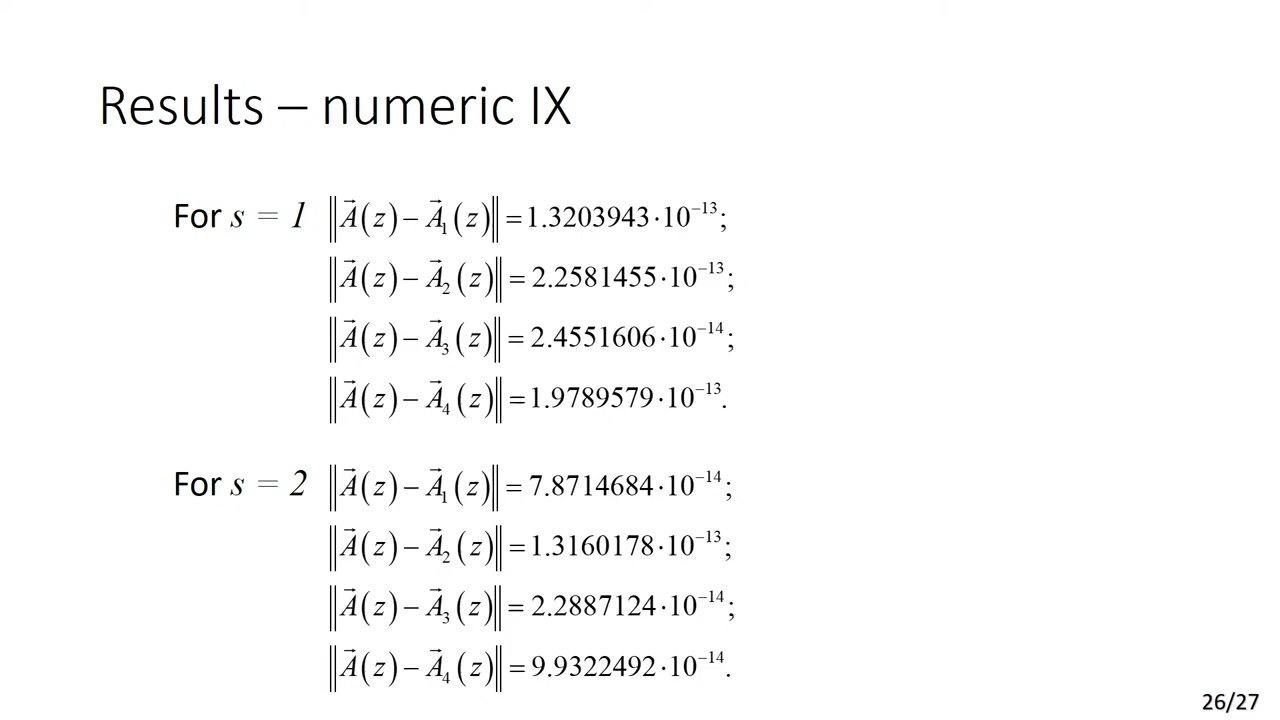 Results – numeric IX
For s = 1 ‖A⃗(z) − A⃗₁(z)‖ = 1.3203943·10⁻¹³;
‖A⃗(z) − A⃗₂(z)‖ = 2.2581455·10⁻¹³;
‖A⃗(z) − A⃗₃(z)‖ = 2.4551606·10⁻¹⁴;
‖A⃗(z) − A⃗₄(z)‖ = 1.9789579·10⁻¹³.
For s = 2 ‖A⃗(z) − A⃗₁(z)‖ = 7.8714684·10⁻¹⁴;
‖A⃗(z) − A⃗₂(z)‖ = 1.3160178·10⁻¹³;
‖A⃗(z) − A⃗₃(z)‖ = 2.2887124·10⁻¹⁴;
‖A⃗(z) − A⃗₄(z)‖ = 9.9322492·10⁻¹⁴.
26/27